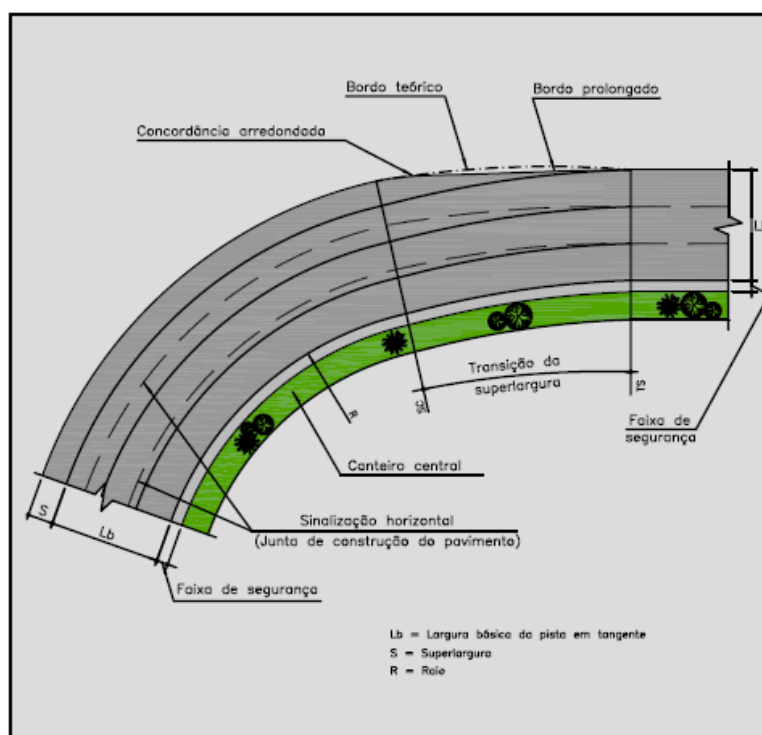 Bordo teórico
Bordo prolongado
Concordância arredondada
L
Transição da
superlargura
TS
SC
R
Faixa de
segurança
Canteiro central
S
Lb
Sinalização horizontal
(Junta de construção do pavimento)
Faixa de segurança
Lb = Largura básica da pista em tangente
S = Superlargura
R = Raio